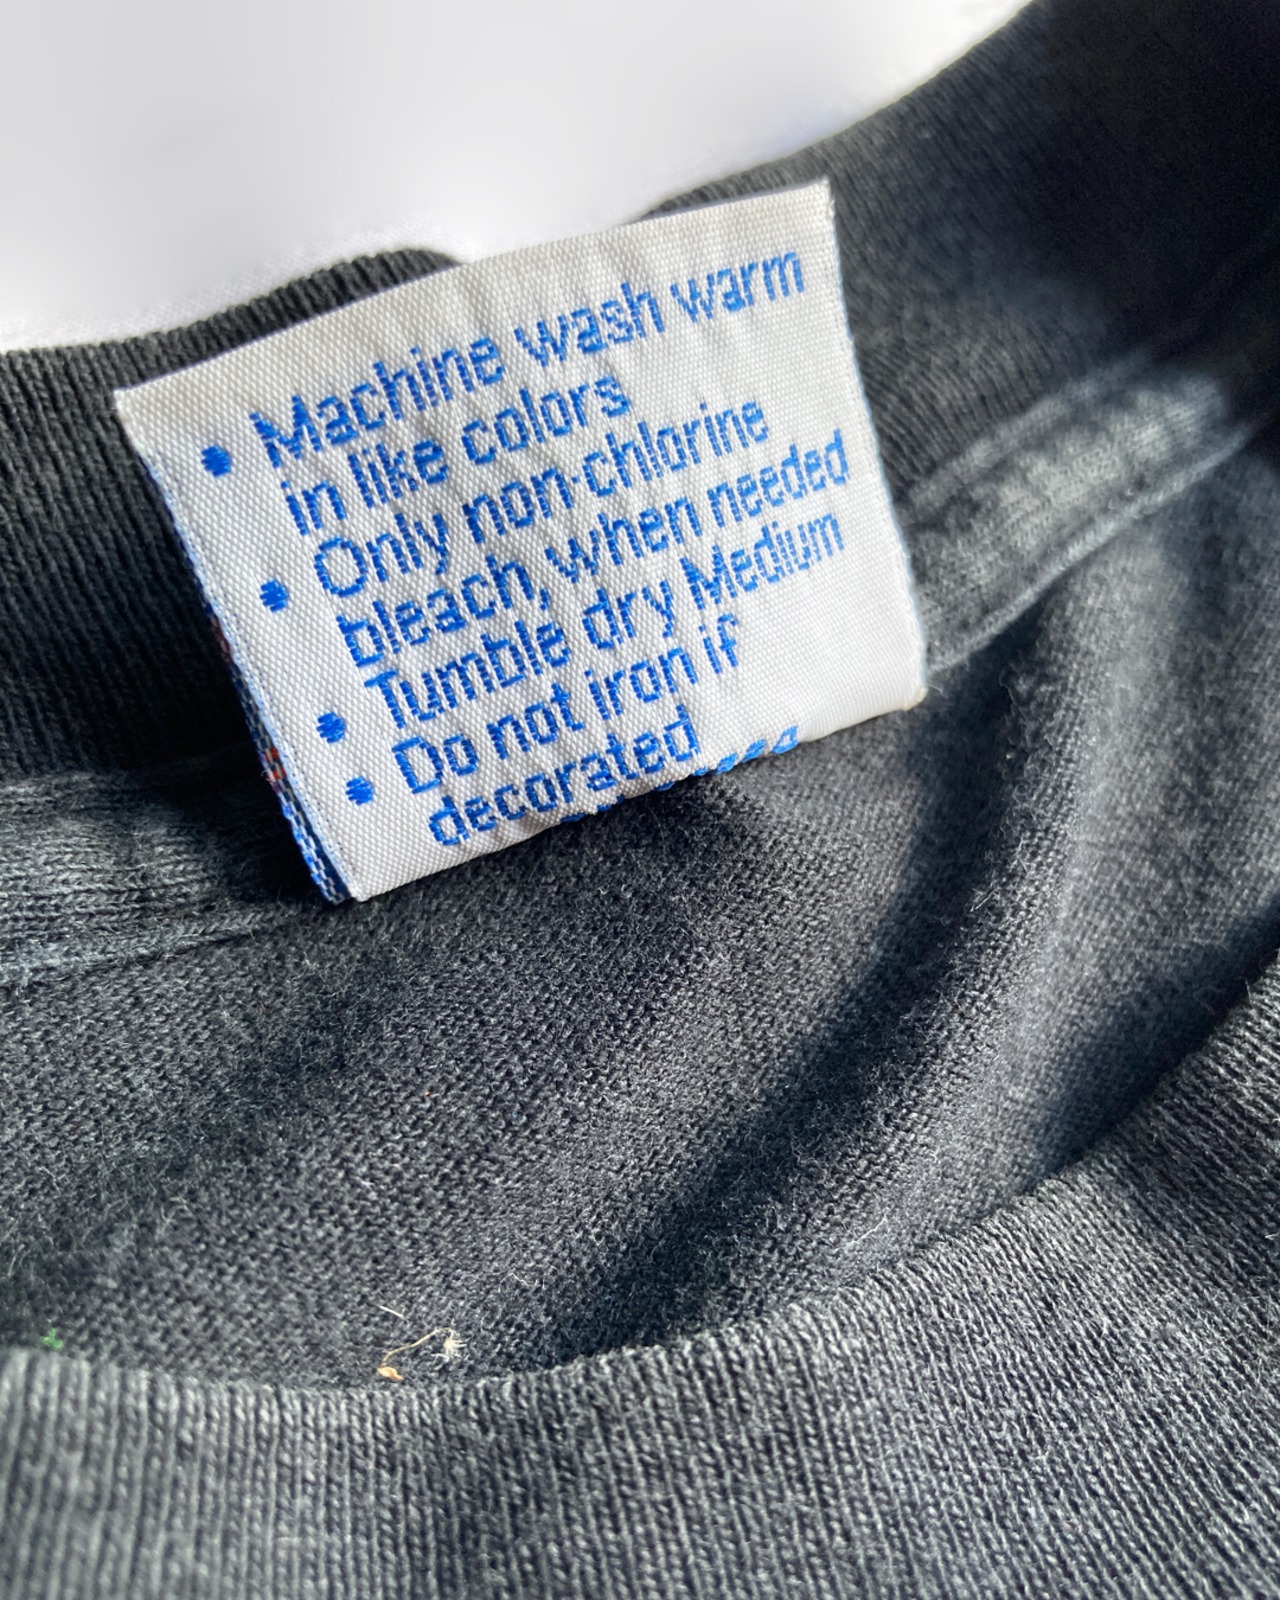 • Machine wash warm
in like colors
• Only non-chlorine
bleach, when needed
• Tumble dry Medium
• Do not iron if
decorated